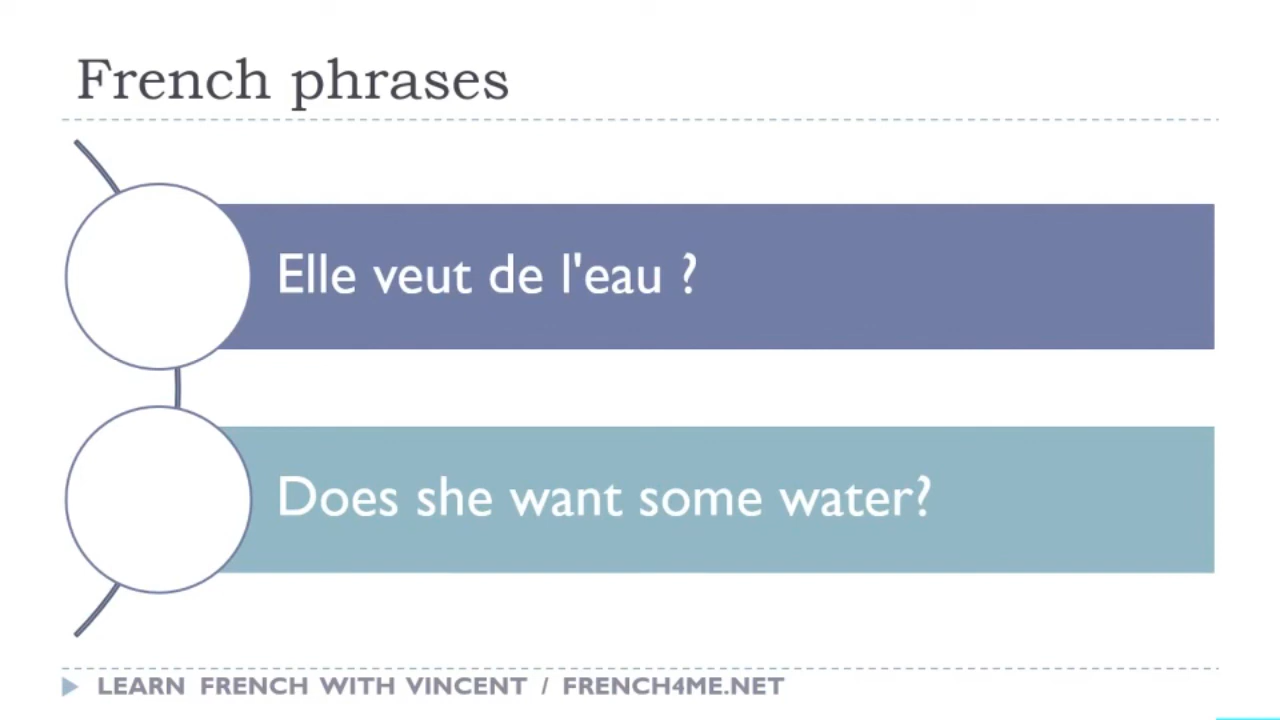 French phrases
Elle veut de l'eau ?
Does she want some water?
LEARN FRENCH WITH VINCENT / FRENCH4ME.NET